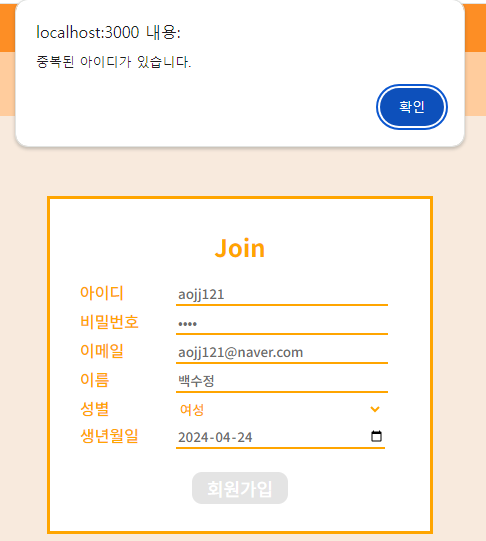 localhost:3000 내용:
중복된 아이디가 있습니다.
확인
Join
아이디 aojj121
비밀번호 ••••
이메일 aojj121@naver.com
이름 백수정
성별 여성
생년월일 2024-04-24
회원가입